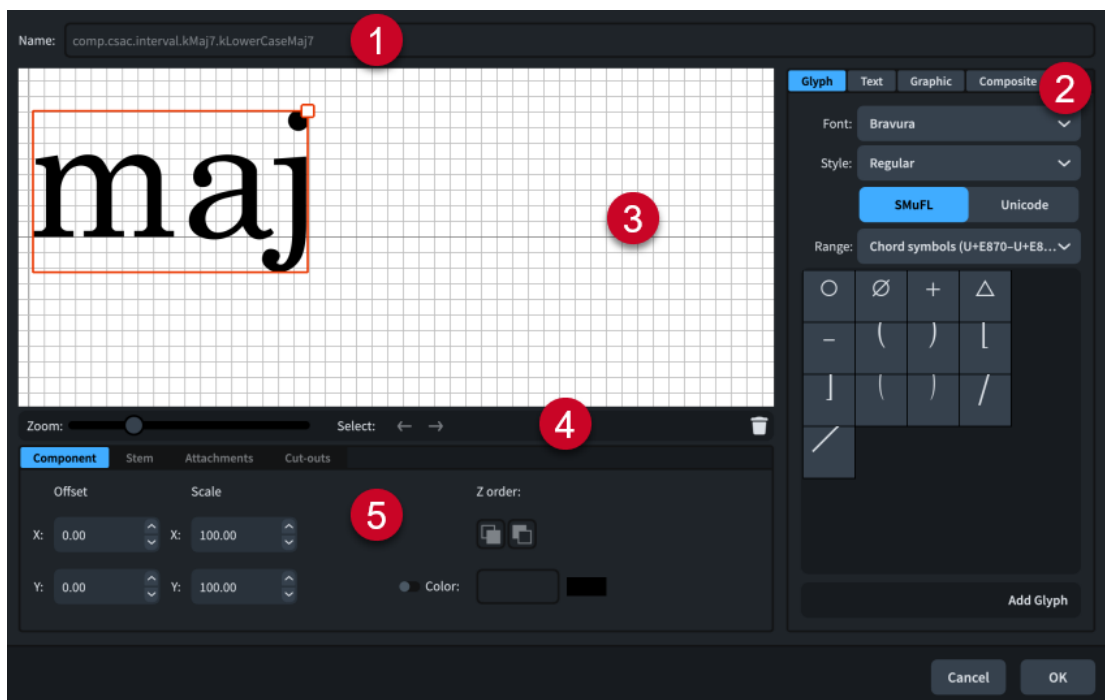 Name: comp.csac.interval.kMaj7.kLowerCaseMaj7
1
Glyph Text Graphic Composite
2
maj
3
Font: Bravura
Style: Regular
SMuFL Unicode
Range: Chord symbols (U+E870–U+E8...
Zoom: Select: ← →
4
Component Stem Attachments Cut-outs
Offset Scale Z order:
5
X: 0.00 X: 100.00
Y: 0.00 Y: 100.00 Color:
Add Glyph
Cancel OK